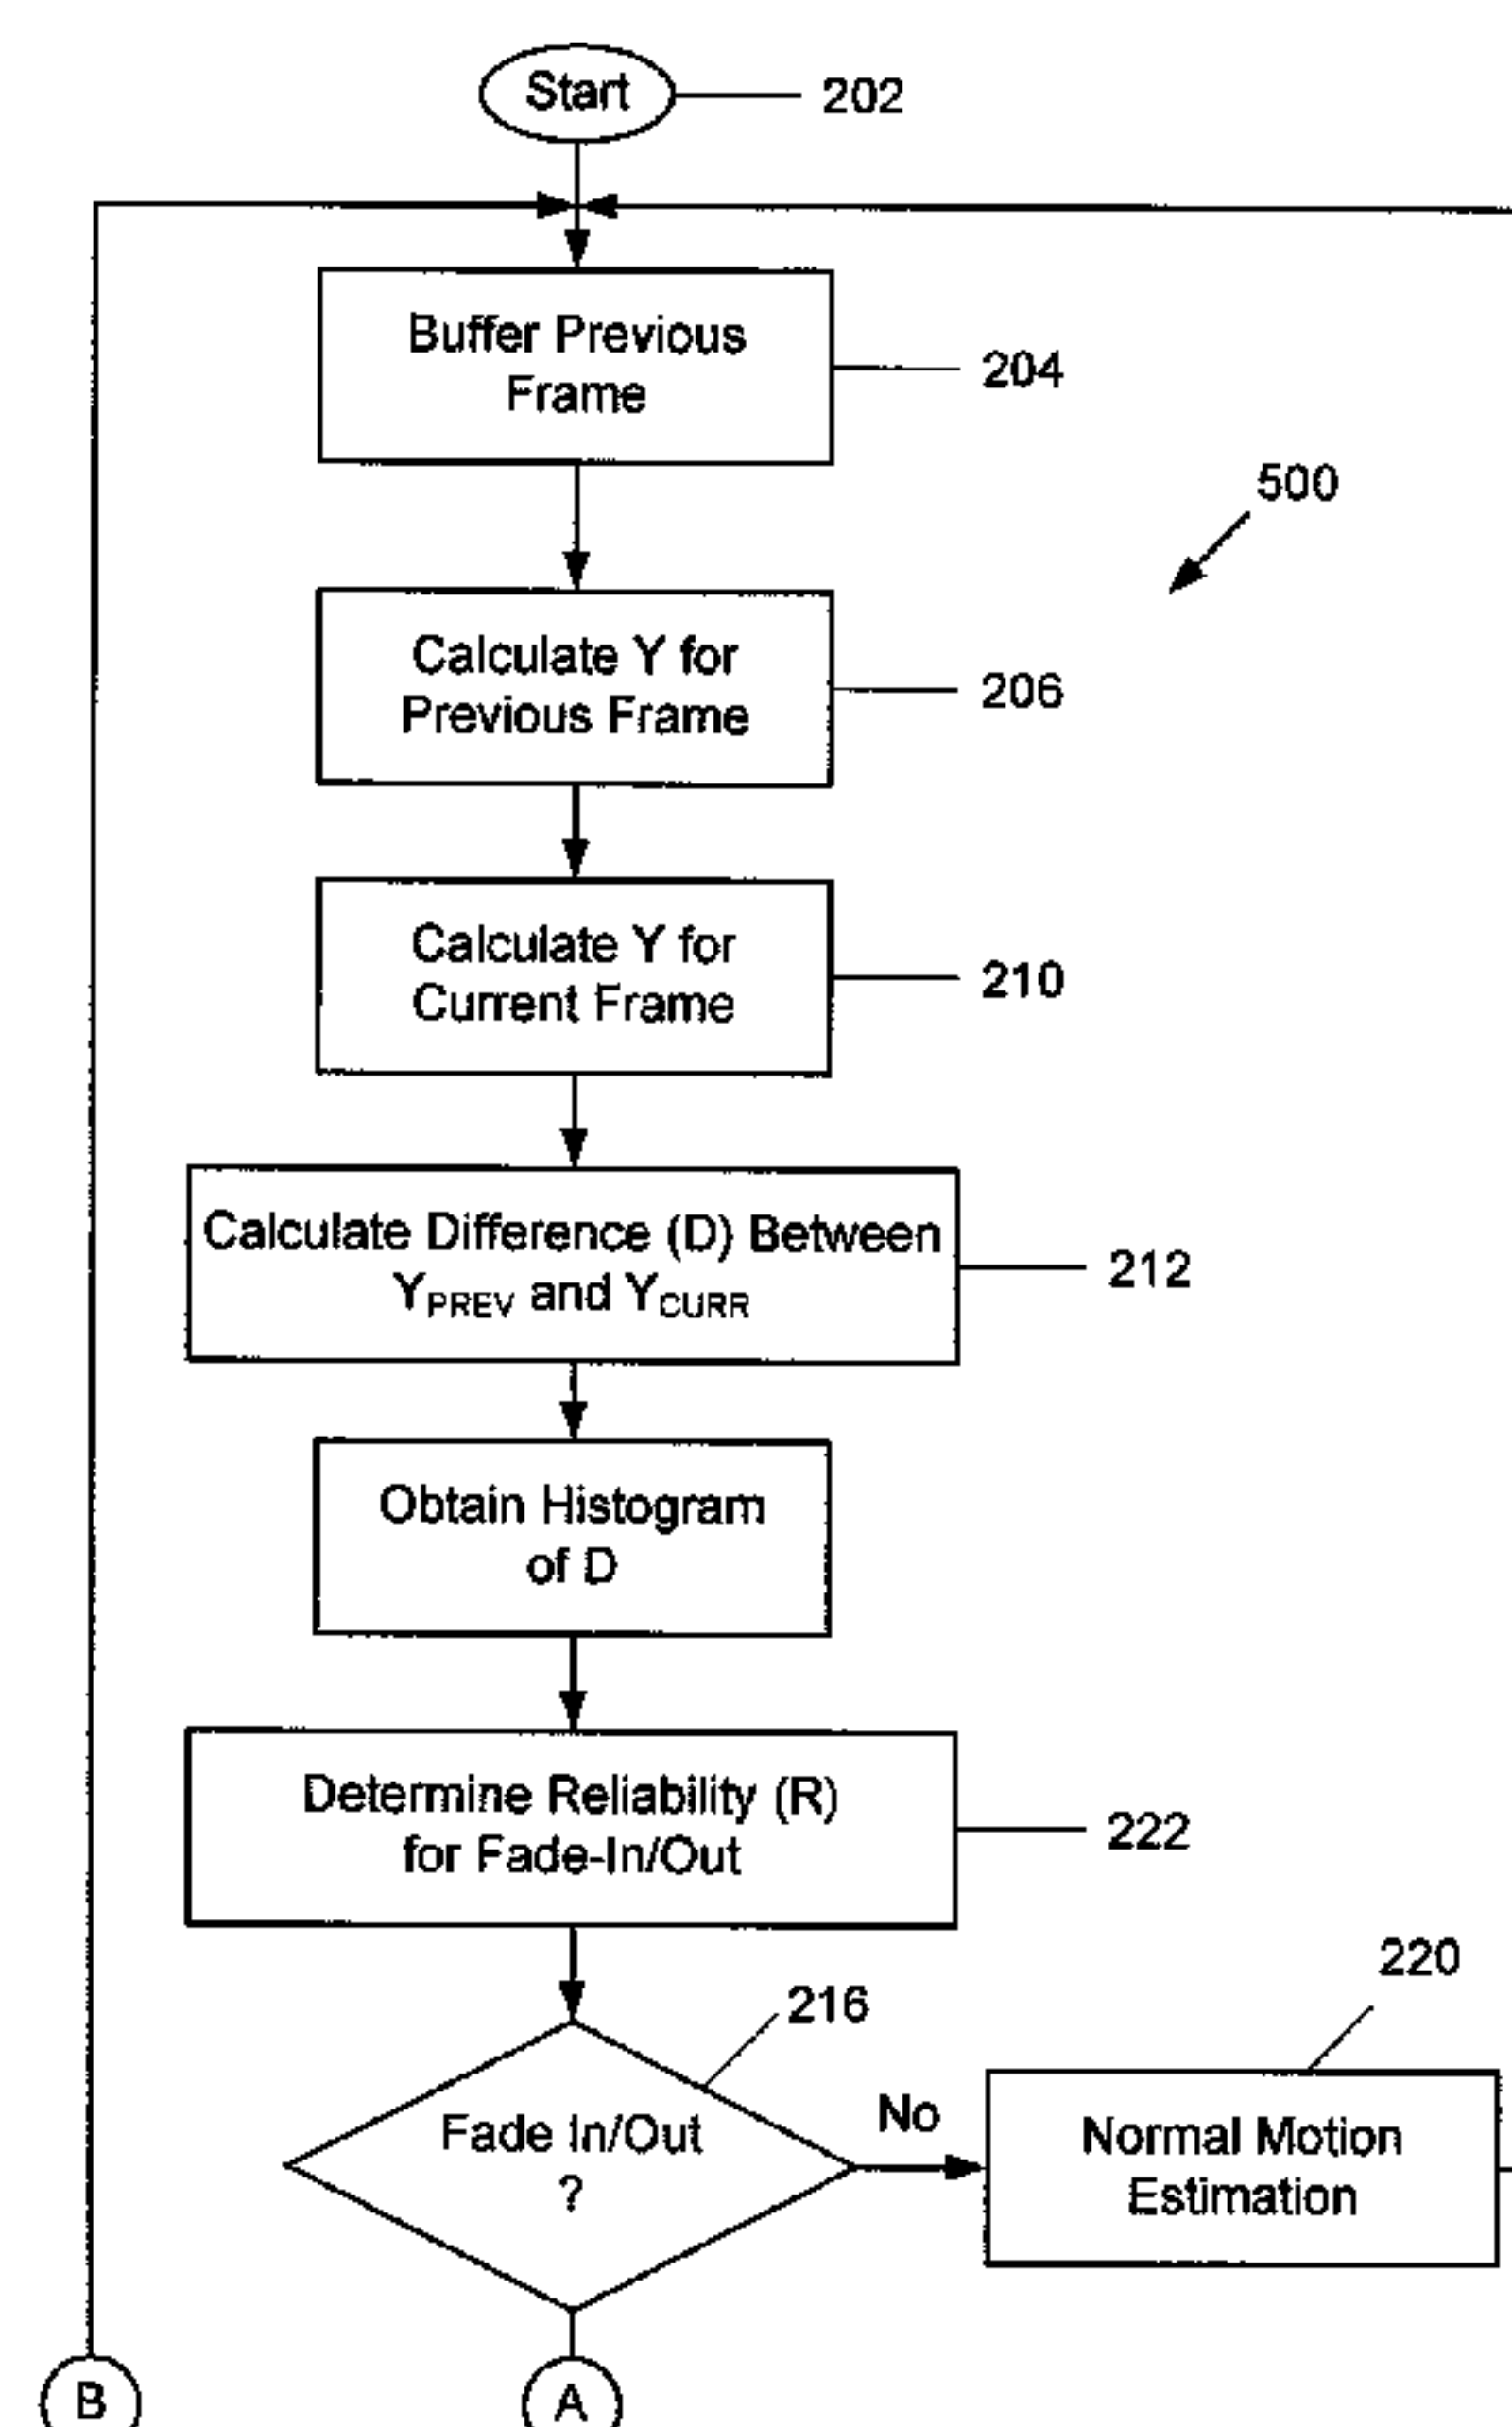 Start
202
Buffer Previous
Frame
204
500
Calculate Y for
Previous Frame
206
Calculate Y for
Current Frame
210
Calculate Difference (D) Between
YPREV and YCURR
212
Obtain Histogram
of D
Determine Reliability (R)
for Fade-In/Out
222
216
220
Fade In/Out
?
No
Normal Motion
Estimation
B
A